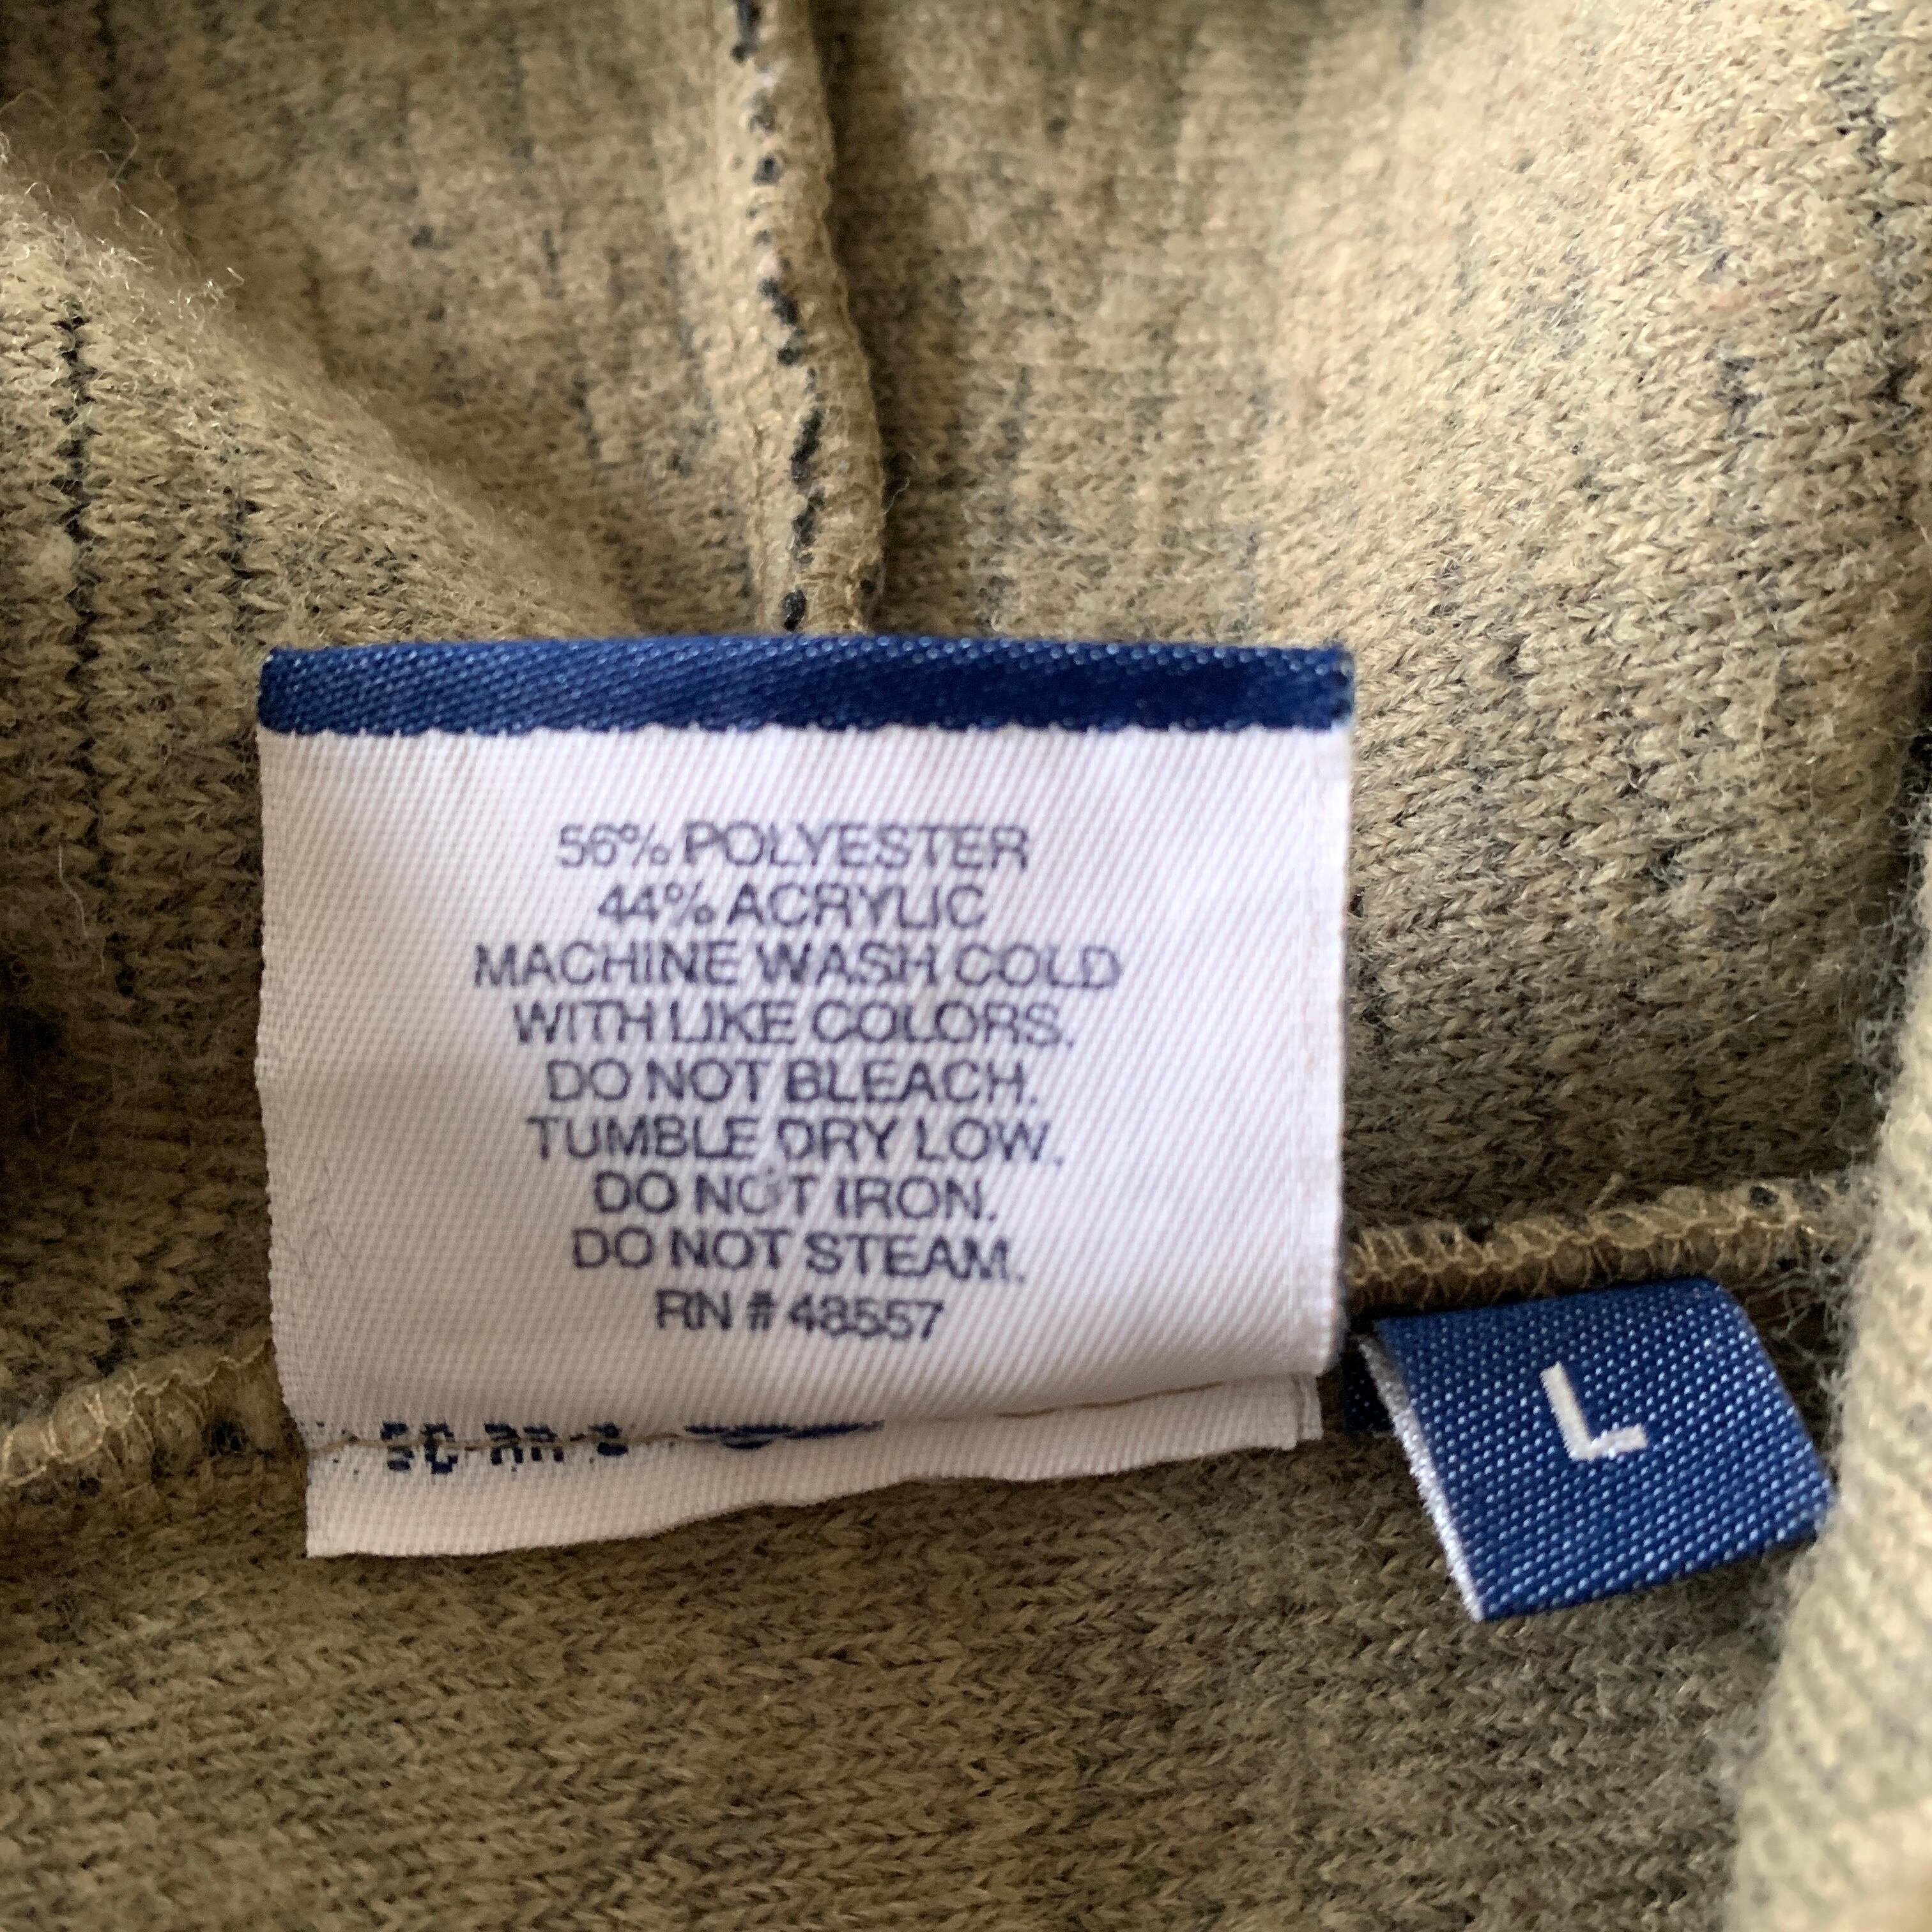 56% POLYESTER
44% ACRYLIC
MACHINE WASH COLD
WITH LIKE COLORS.
DO NOT BLEACH.
TUMBLE DRY LOW.
DO NOT IRON.
DO NOT STEAM.
RN # 48557
L